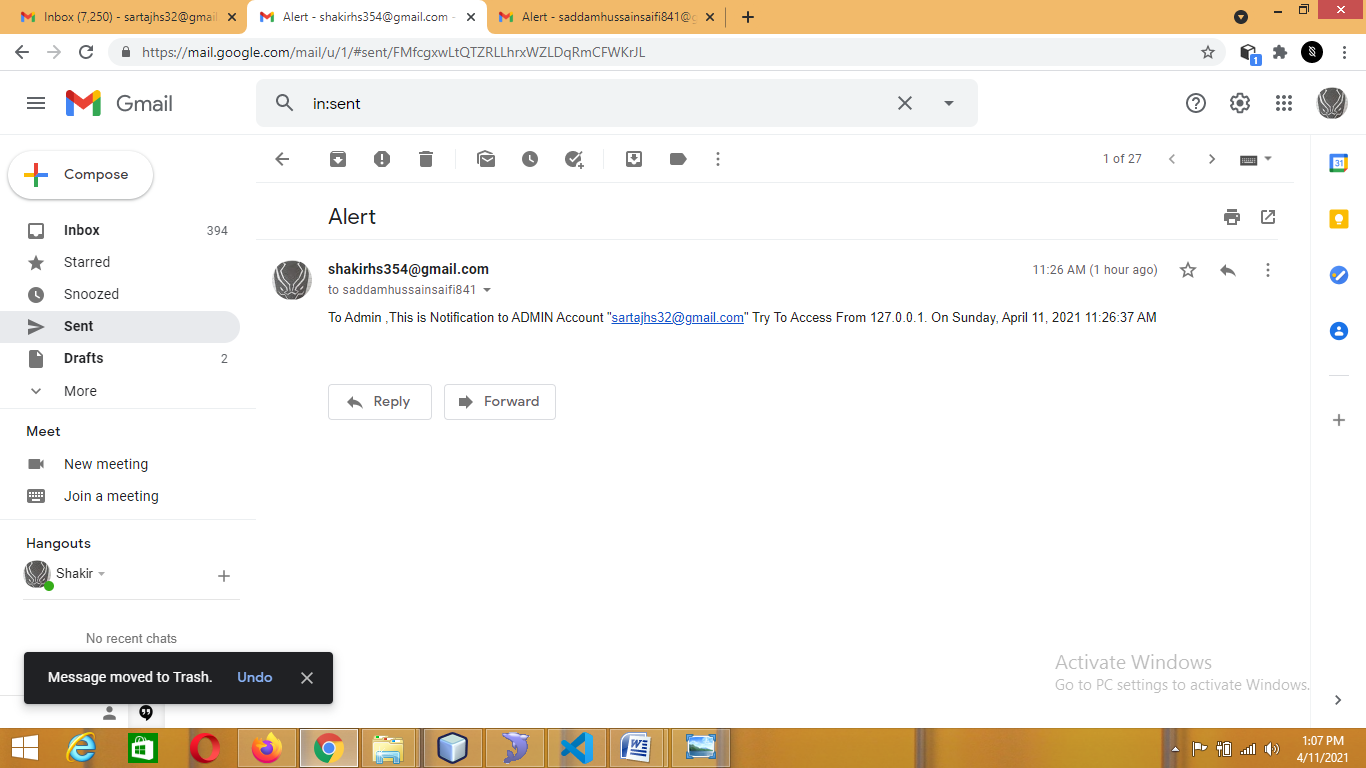 Inbox (7,250) - sartajhs32@gmail
Alert - shakirhs354@gmail.com -
Alert - saddamhussainsaifi841@g
https://mail.google.com/mail/u/1/#sent/FMfcgxwLtQTZRLLhrxWZLDqRmCFWKrJL
1
Gmail
in:sent
Compose
1 of 27
31
Inbox 394
Starred
Snoozed
Sent
Drafts 2
More
Alert
shakirhs354@gmail.com
11:26 AM (1 hour ago)
to saddamhussainsaifi841
To Admin ,This is Notification to ADMIN Account "sartajhs32@gmail.com" Try To Access From 127.0.0.1. On Sunday, April 11, 2021 11:26:37 AM
Reply
Forward
Meet
New meeting
Join a meeting
Hangouts
Shakir
No recent chats
Message moved to Trash. Undo
Activate Windows
Go to PC settings to activate Windows.
1:07 PM
4/11/2021